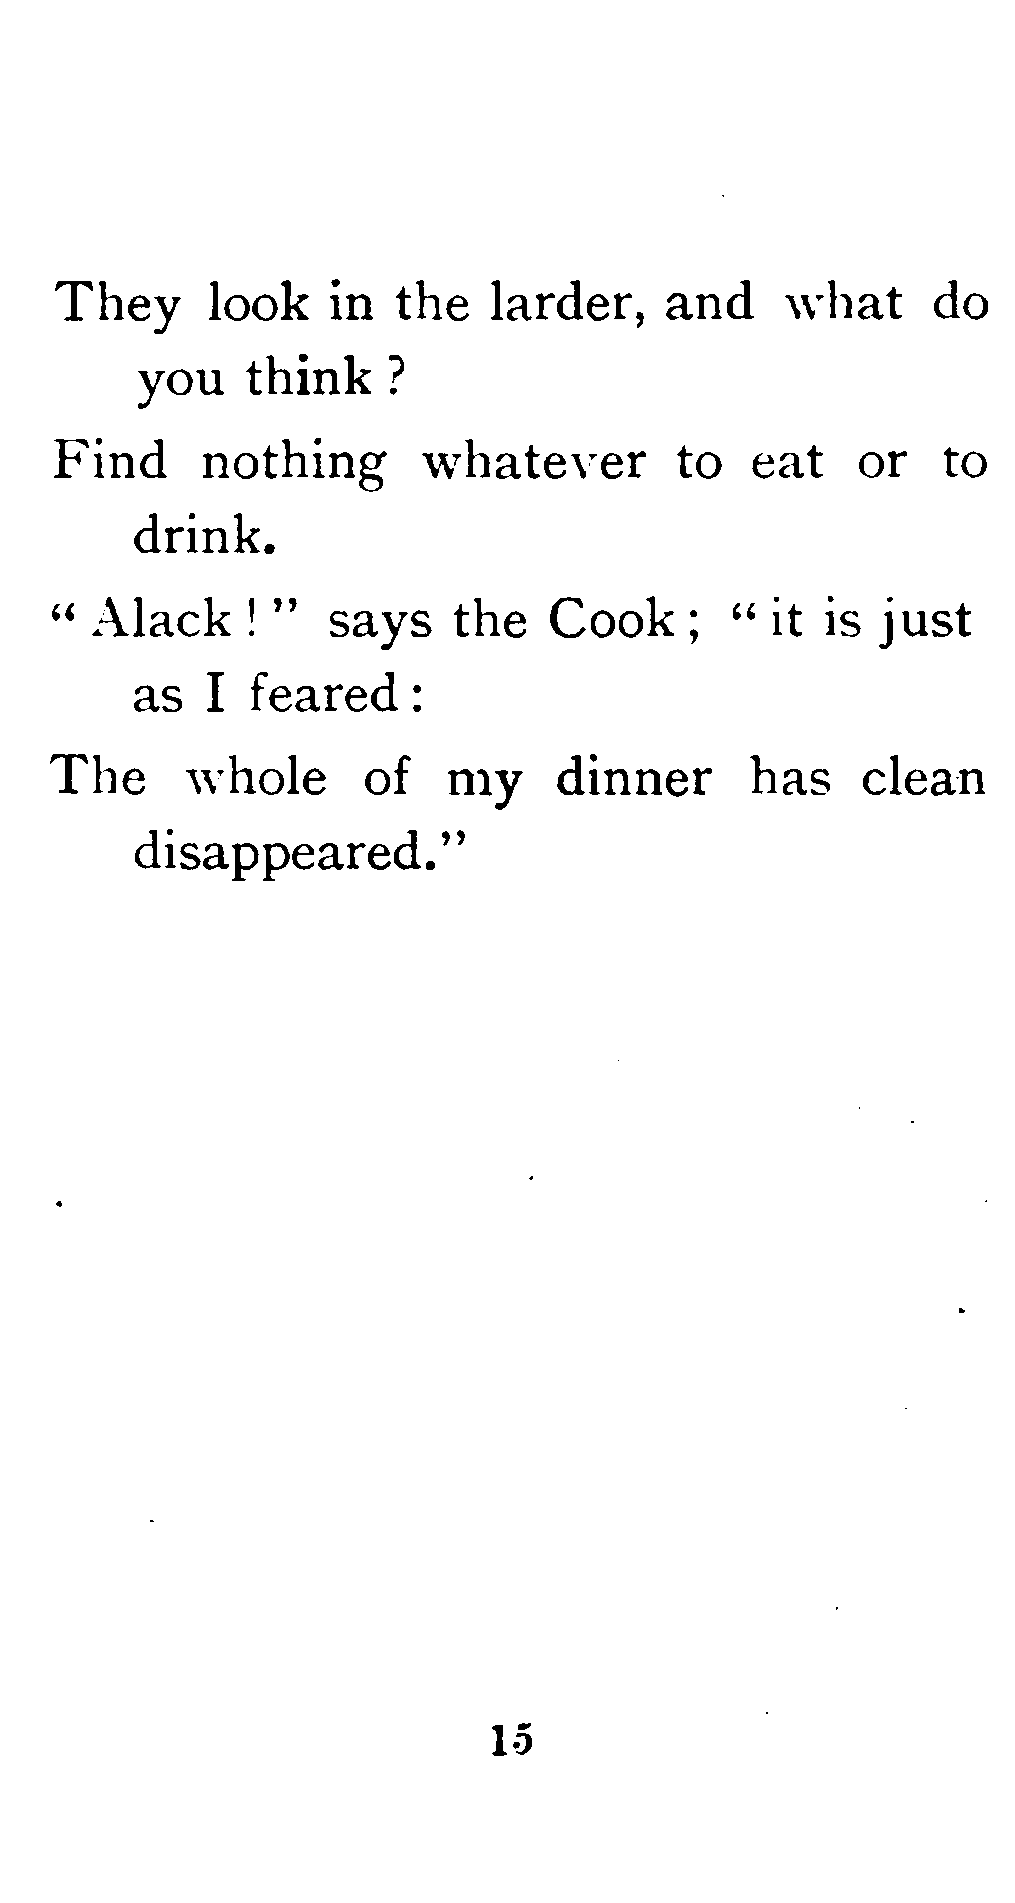 They look in the larder, and what do
you think ?
Find nothing whatever to eat or to
drink.
“ Alack ! ” says the Cook ; “ it is just
as I feared :
The whole of my dinner has clean
disappeared.”
15